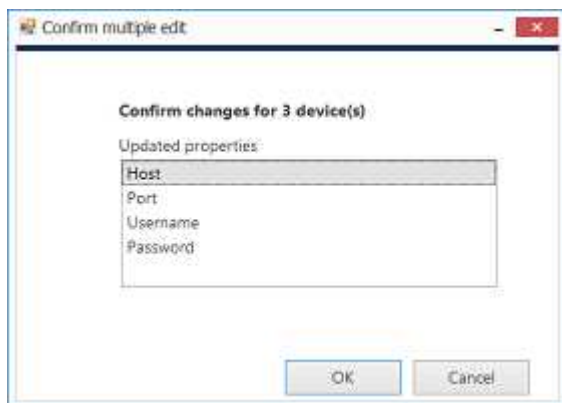 Confirm multiple edit
Confirm changes for 3 device(s)
Updated properties
Host
Port
Username
Password
OK
Cancel